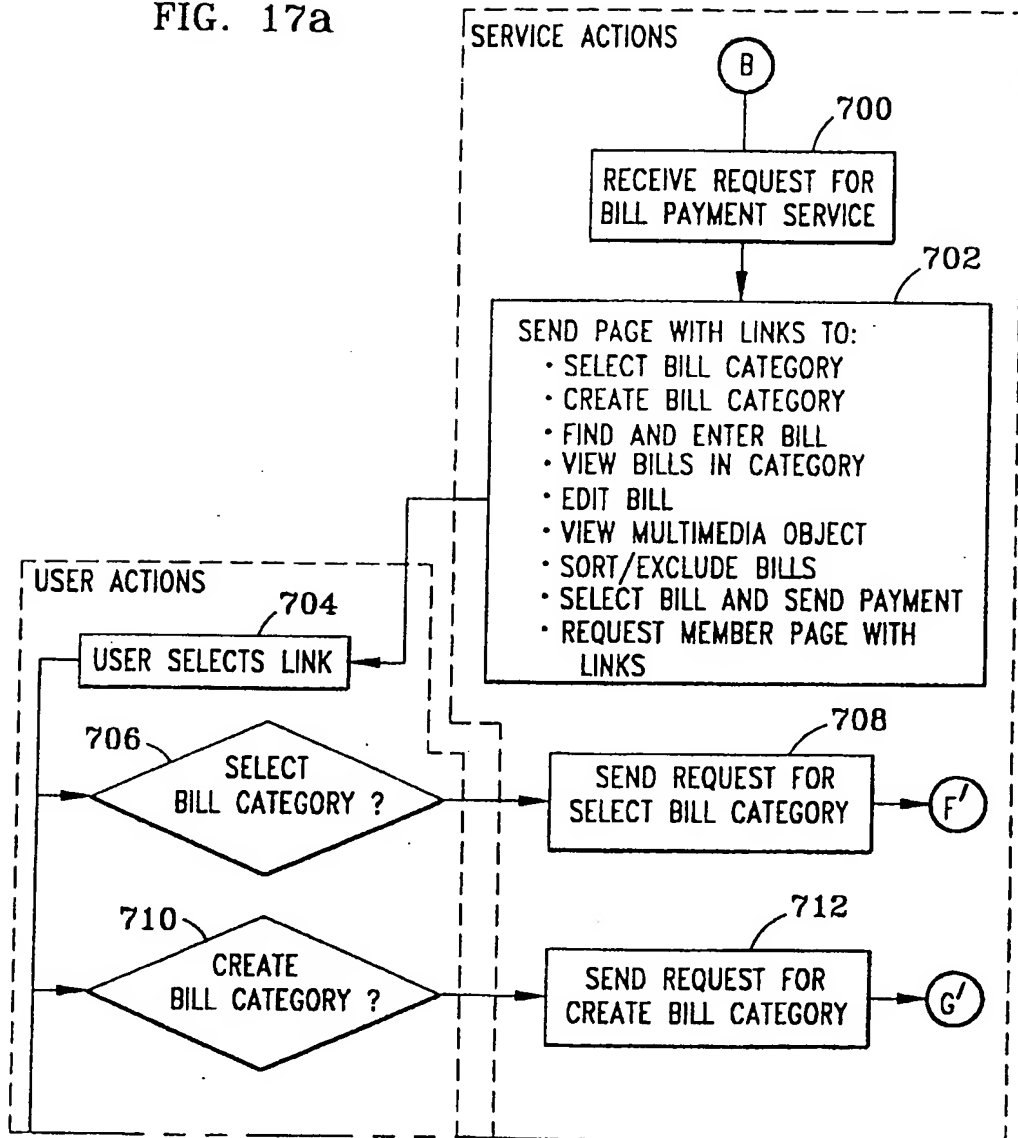 FIG. 17a
SERVICE ACTIONS
B
700
RECEIVE REQUEST FOR
BILL PAYMENT SERVICE
702
SEND PAGE WITH LINKS TO:
· SELECT BILL CATEGORY
· CREATE BILL CATEGORY
· FIND AND ENTER BILL
· VIEW BILLS IN CATEGORY
· EDIT BILL
· VIEW MULTIMEDIA OBJECT
· SORT/EXCLUDE BILLS
· SELECT BILL AND SEND PAYMENT
· REQUEST MEMBER PAGE WITH
LINKS
USER ACTIONS
704
USER SELECTS LINK
706
SELECT
BILL CATEGORY ?
708
SEND REQUEST FOR
SELECT BILL CATEGORY
F'
710
CREATE
BILL CATEGORY ?
712
SEND REQUEST FOR
CREATE BILL CATEGORY
G'